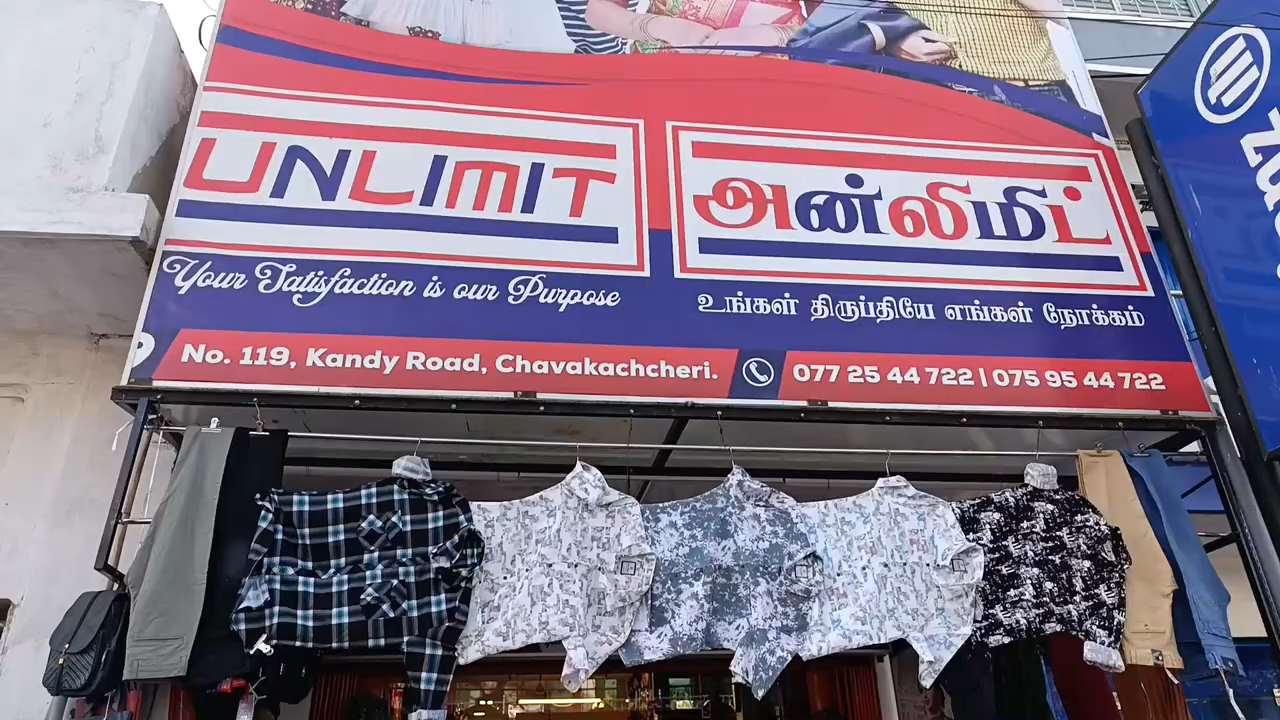 UNLIMIT
அன்லிமிட்
Your Satisfaction is our Purpose
உங்கள் திருப்தியே எங்கள் நோக்கம்
No. 119, Kandy Road, Chavakachcheri.
077 25 44 722 | 075 95 44 722